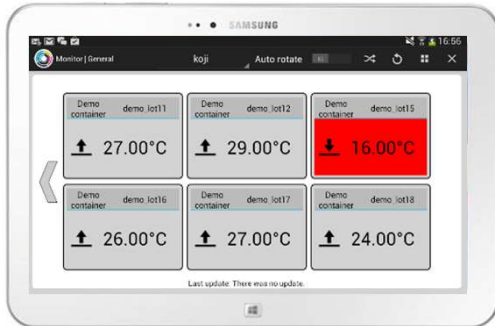 SAMSUNG
16:56
Monitor | General koji Auto rotate
Demo container demo_lot11
27.00°C
Demo container demo_lot12
29.00°C
Demo container demo_lot15
16.00°C
Demo container demo_lot16
26.00°C
Demo container demo_lot17
27.00°C
Demo container demo_lot18
24.00°C
Last update: There was no update.